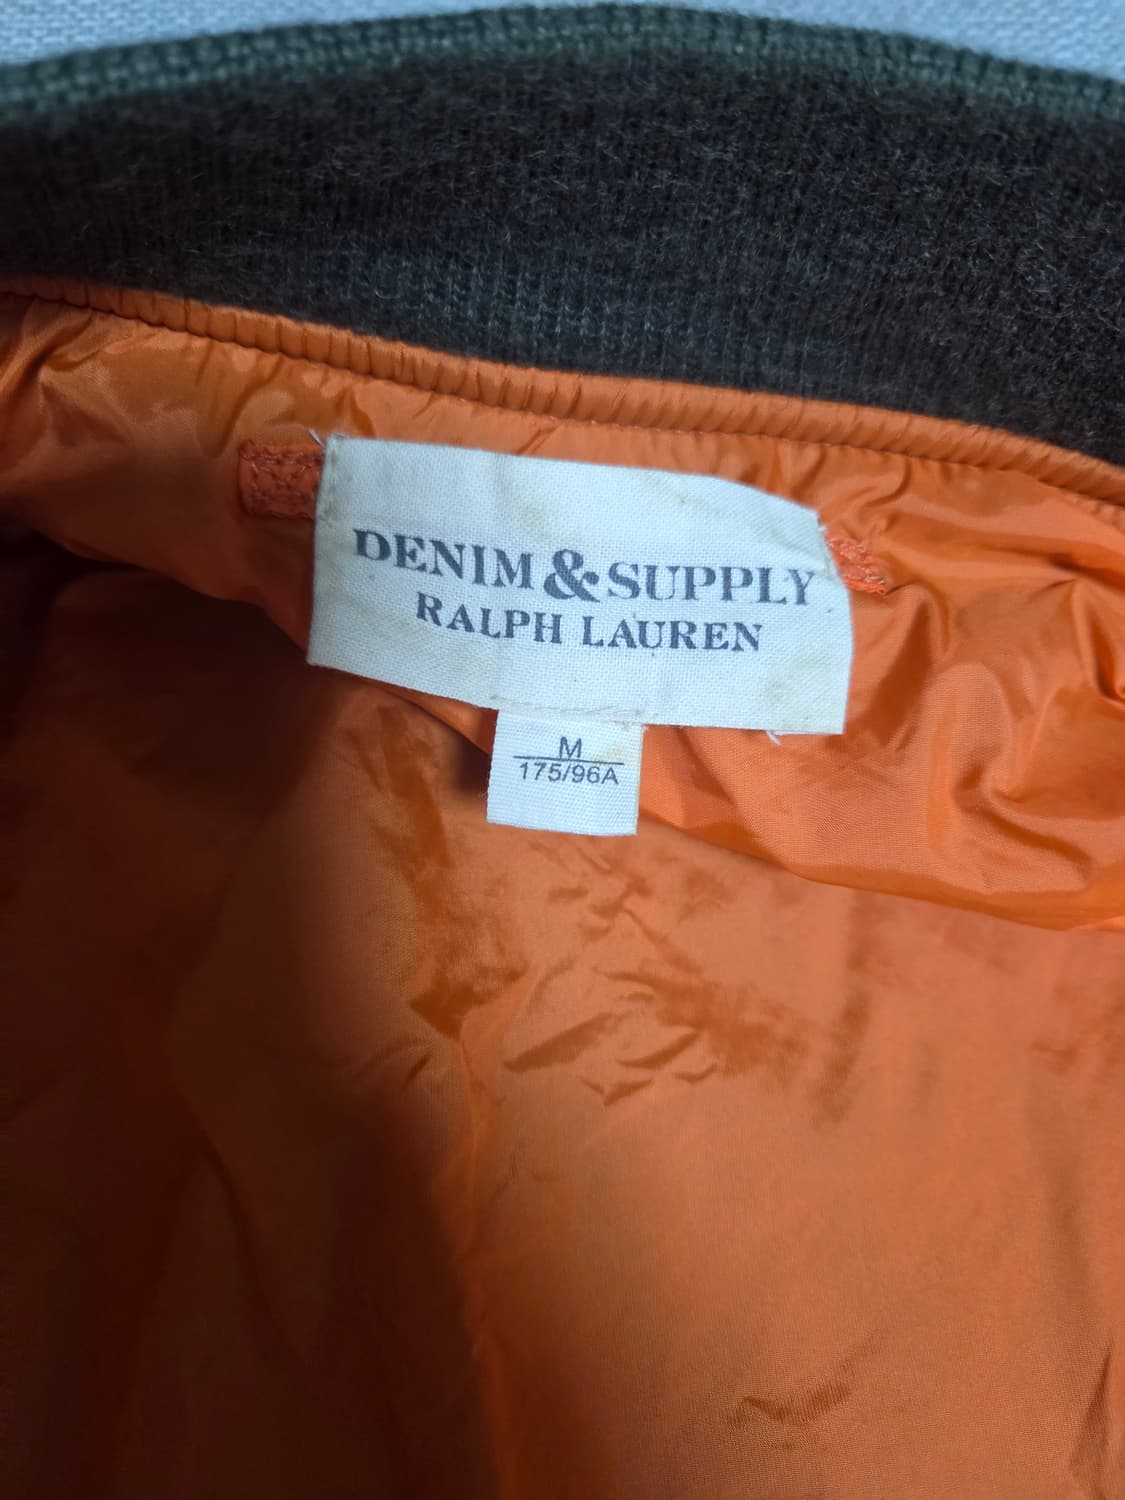 DENIM & SUPPLY
RALPH LAUREN
M
175/96A